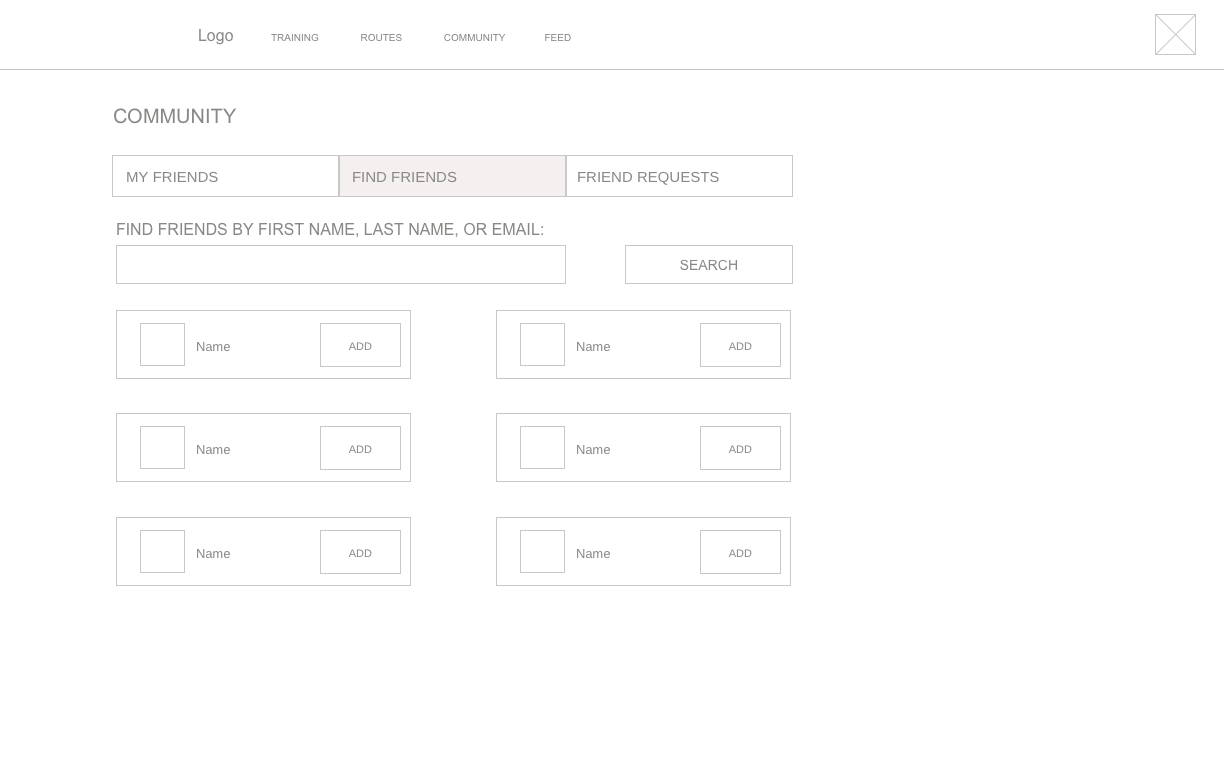 Logo TRAINING ROUTES COMMUNITY FEED
COMMUNITY
MY FRIENDS FIND FRIENDS FRIEND REQUESTS
FIND FRIENDS BY FIRST NAME, LAST NAME, OR EMAIL:
SEARCH
Name ADD Name ADD
Name ADD Name ADD
Name ADD Name ADD